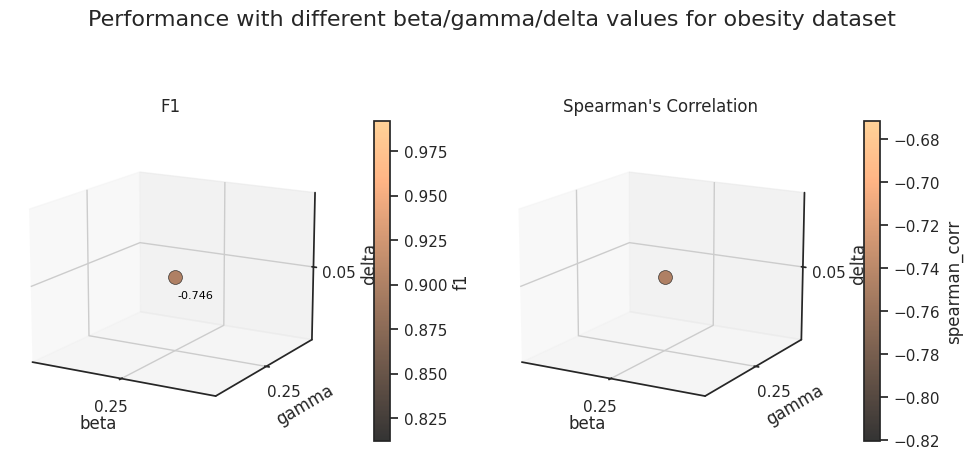 Performance with different beta/gamma/delta values for obesity dataset
F1
-0.746
0.25
beta
0.25
gamma
0.05
delta
0.975
0.950
0.925
0.900
0.875
0.850
0.825
f1
Spearman's Correlation
0.25
beta
0.25
gamma
0.05
delta
−0.68
−0.70
−0.72
−0.74
−0.76
−0.78
−0.80
−0.82
spearman_corr